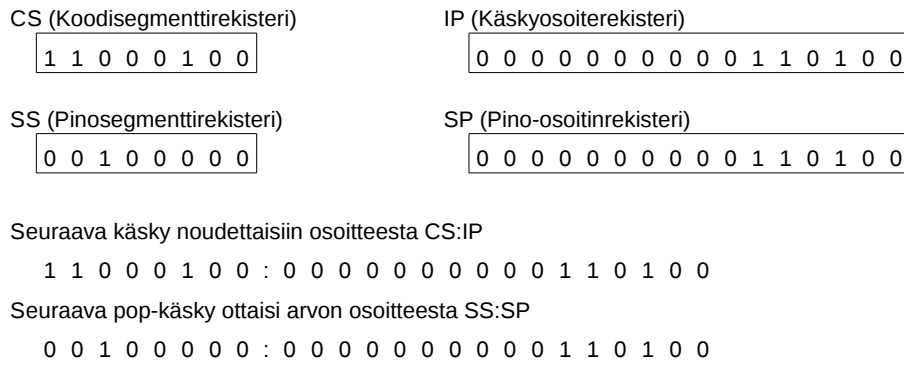 CS (Koodisegmenttirekisteri) IP (Käskyosoiterekisteri)
1 1 0 0 0 1 0 0 0 0 0 0 0 0 0 0 0 0 1 1 0 1 0 0
SS (Pinosegmenttirekisteri) SP (Pino-osoitinrekisteri)
0 0 1 0 0 0 0 0 0 0 0 0 0 0 0 0 0 0 1 1 0 1 0 0
Seuraava käsky noudettaisiin osoitteesta CS:IP
1 1 0 0 0 1 0 0 : 0 0 0 0 0 0 0 0 0 0 1 1 0 1 0 0
Seuraava pop-käsky ottaisi arvon osoitteesta SS:SP
0 0 1 0 0 0 0 0 : 0 0 0 0 0 0 0 0 0 0 1 1 0 1 0 0